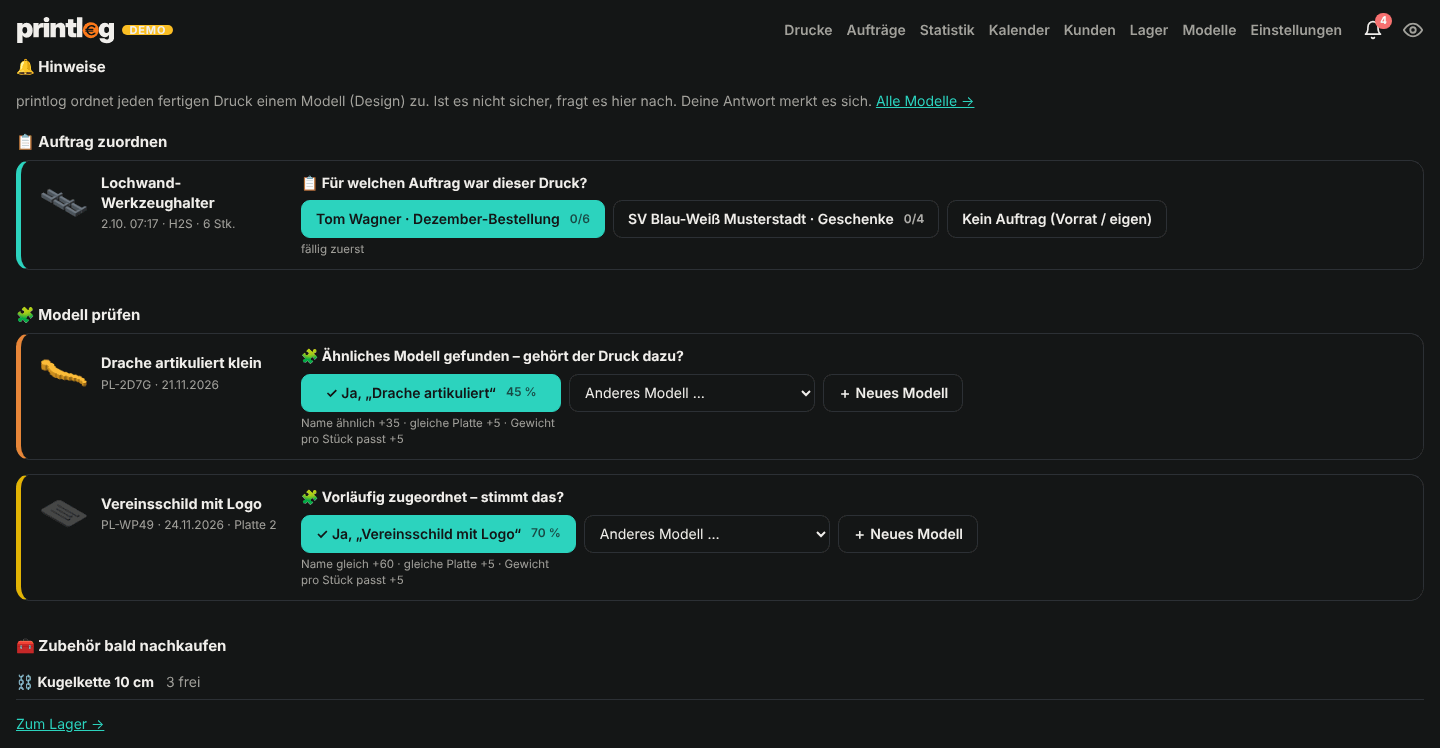 printlog DEMO
Drucke Aufträge Statistik Kalender Kunden Lager Modelle Einstellungen 4
🔔 Hinweise
printlog ordnet jeden fertigen Druck einem Modell (Design) zu. Ist es nicht sicher, fragt es hier nach. Deine Antwort merkt es sich. Alle Modelle →
📋 Auftrag zuordnen
Lochwand-
Werkzeughalter
2.10. 07:17 · H2S · 6 Stk.
📋 Für welchen Auftrag war dieser Druck?
Tom Wagner · Dezember-Bestellung 0/6
SV Blau-Weiß Musterstadt · Geschenke 0/4
Kein Auftrag (Vorrat / eigen)
fällig zuerst
🧩 Modell prüfen
Drache artikuliert klein
PL-2D7G · 21.11.2026
🧩 Ähnliches Modell gefunden – gehört der Druck dazu?
✓ Ja, „Drache artikuliert“ 45 %
Anderes Modell ...
+ Neues Modell
Name ähnlich +35 · gleiche Platte +5 · Gewicht
pro Stück passt +5
Vereinsschild mit Logo
PL-WP49 · 24.11.2026 · Platte 2
🧩 Vorläufig zugeordnet – stimmt das?
✓ Ja, „Vereinsschild mit Logo“ 70 %
Anderes Modell ...
+ Neues Modell
Name gleich +60 · gleiche Platte +5 · Gewicht
pro Stück passt +5
🧰 Zubehör bald nachkaufen
⛓️ Kugelkette 10 cm 3 frei
Zum Lager →